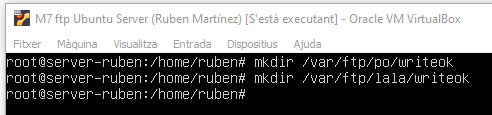 M7 ftp Ubuntu Server (Ruben Martínez) [S'està executant] - Oracle VM VirtualBox
Fitxer Màquina Visualitza Entrada Dispositius Ajuda
root@server-ruben:/home/ruben# mkdir /var/ftp/po/writeok
root@server-ruben:/home/ruben# mkdir /var/ftp/lala/writeok
root@server-ruben:/home/ruben#